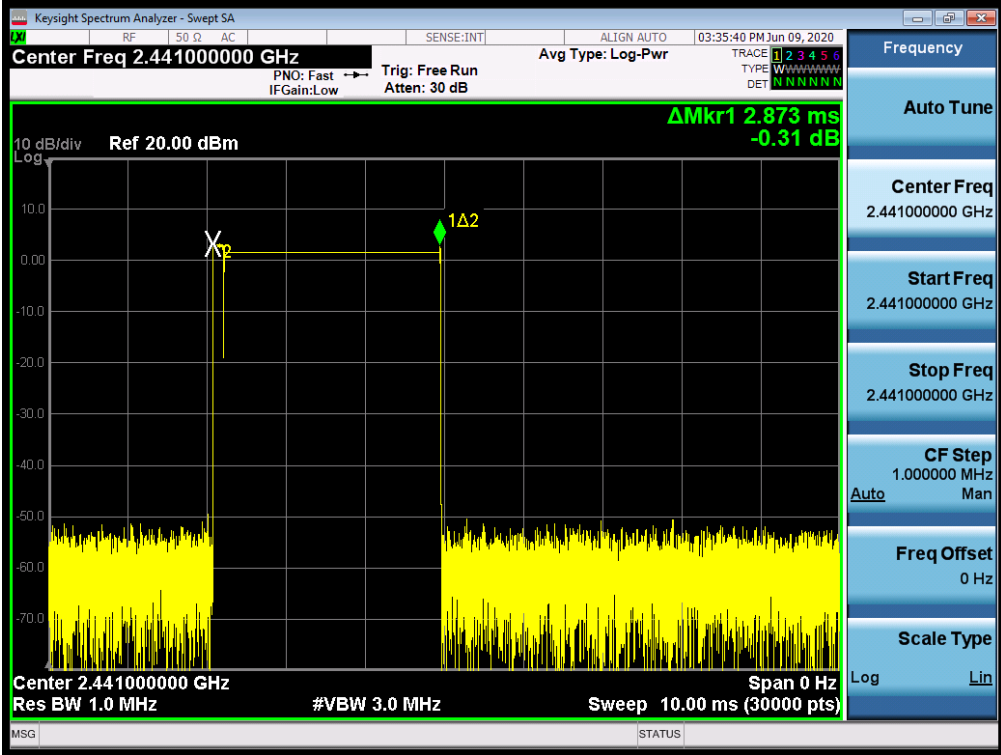 Keysight Spectrum Analyzer - Swept SA
LXI RF 50 Ω AC SENSE:INT ALIGN AUTO 03:35:40 PM Jun 09, 2020
Center Freq 2.441000000 GHz
PNO: Fast
IFGain:Low
Trig: Free Run
Atten: 30 dB
Avg Type: Log-Pwr
TRACE 1 2 3 4 5 6
TYPE WWWWWW
DET N N N N N N
ΔMkr1 2.873 ms
-0.31 dB
10 dB/div Ref 20.00 dBm
Log
10.0
0.00
-10.0
-20.0
-30.0
-40.0
-50.0
-60.0
-70.0
X2
1Δ2
Center 2.441000000 GHz Span 0 Hz
Res BW 1.0 MHz #VBW 3.0 MHz Sweep 10.00 ms (30000 pts)
MSG STATUS
Frequency
Auto Tune
Center Freq
2.441000000 GHz
Start Freq
2.441000000 GHz
Stop Freq
2.441000000 GHz
CF Step
1.000000 MHz
Auto Man
Freq Offset
0 Hz
Scale Type
Log Lin